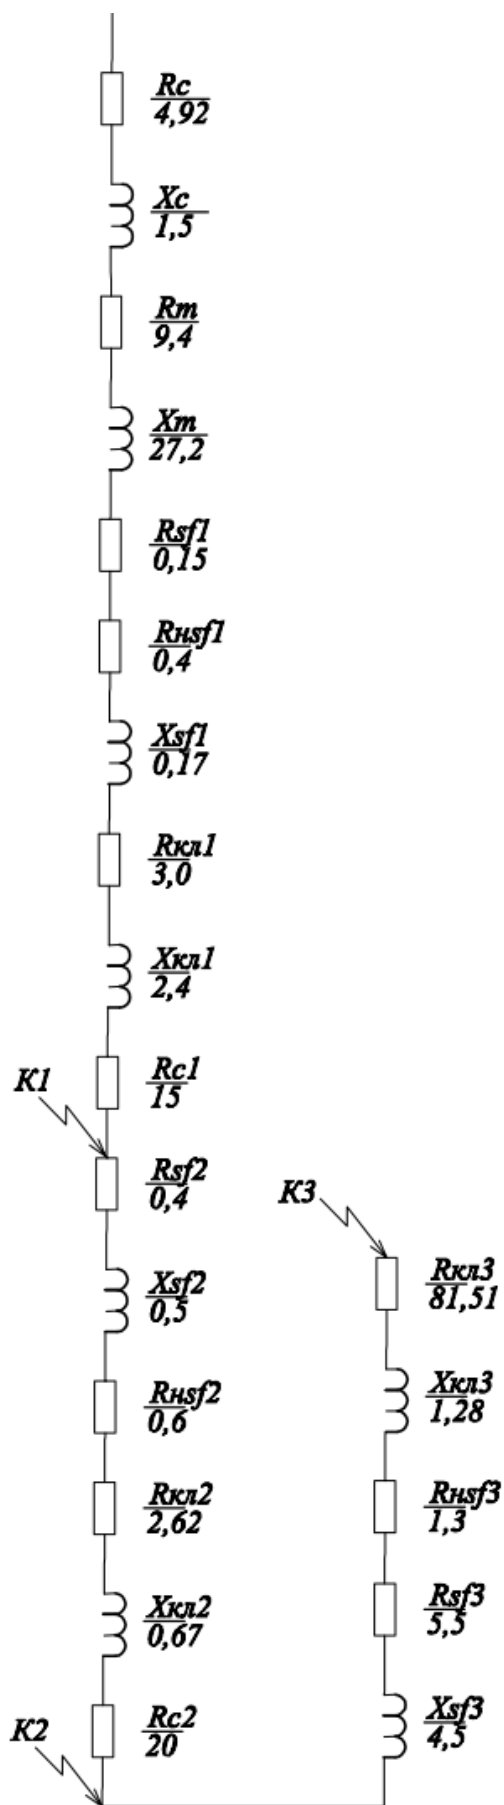 Rc
4,92
Xc
1,5
Rт
9,4
Xт
27,2
Rsf1
0,15
Rнsf1
0,4
Xsf1
0,17
Rкл1
3,0
Xкл1
2,4
Rc1
15
K1
Rsf2
0,4
Xsf2
0,5
Rнsf2
0,6
Rкл2
2,62
Xкл2
0,67
Rc2
20
K2
K3
Rкл3
81,51
Xкл3
1,28
Rнsf3
1,3
Rsf3
5,5
Xsf3
4,5